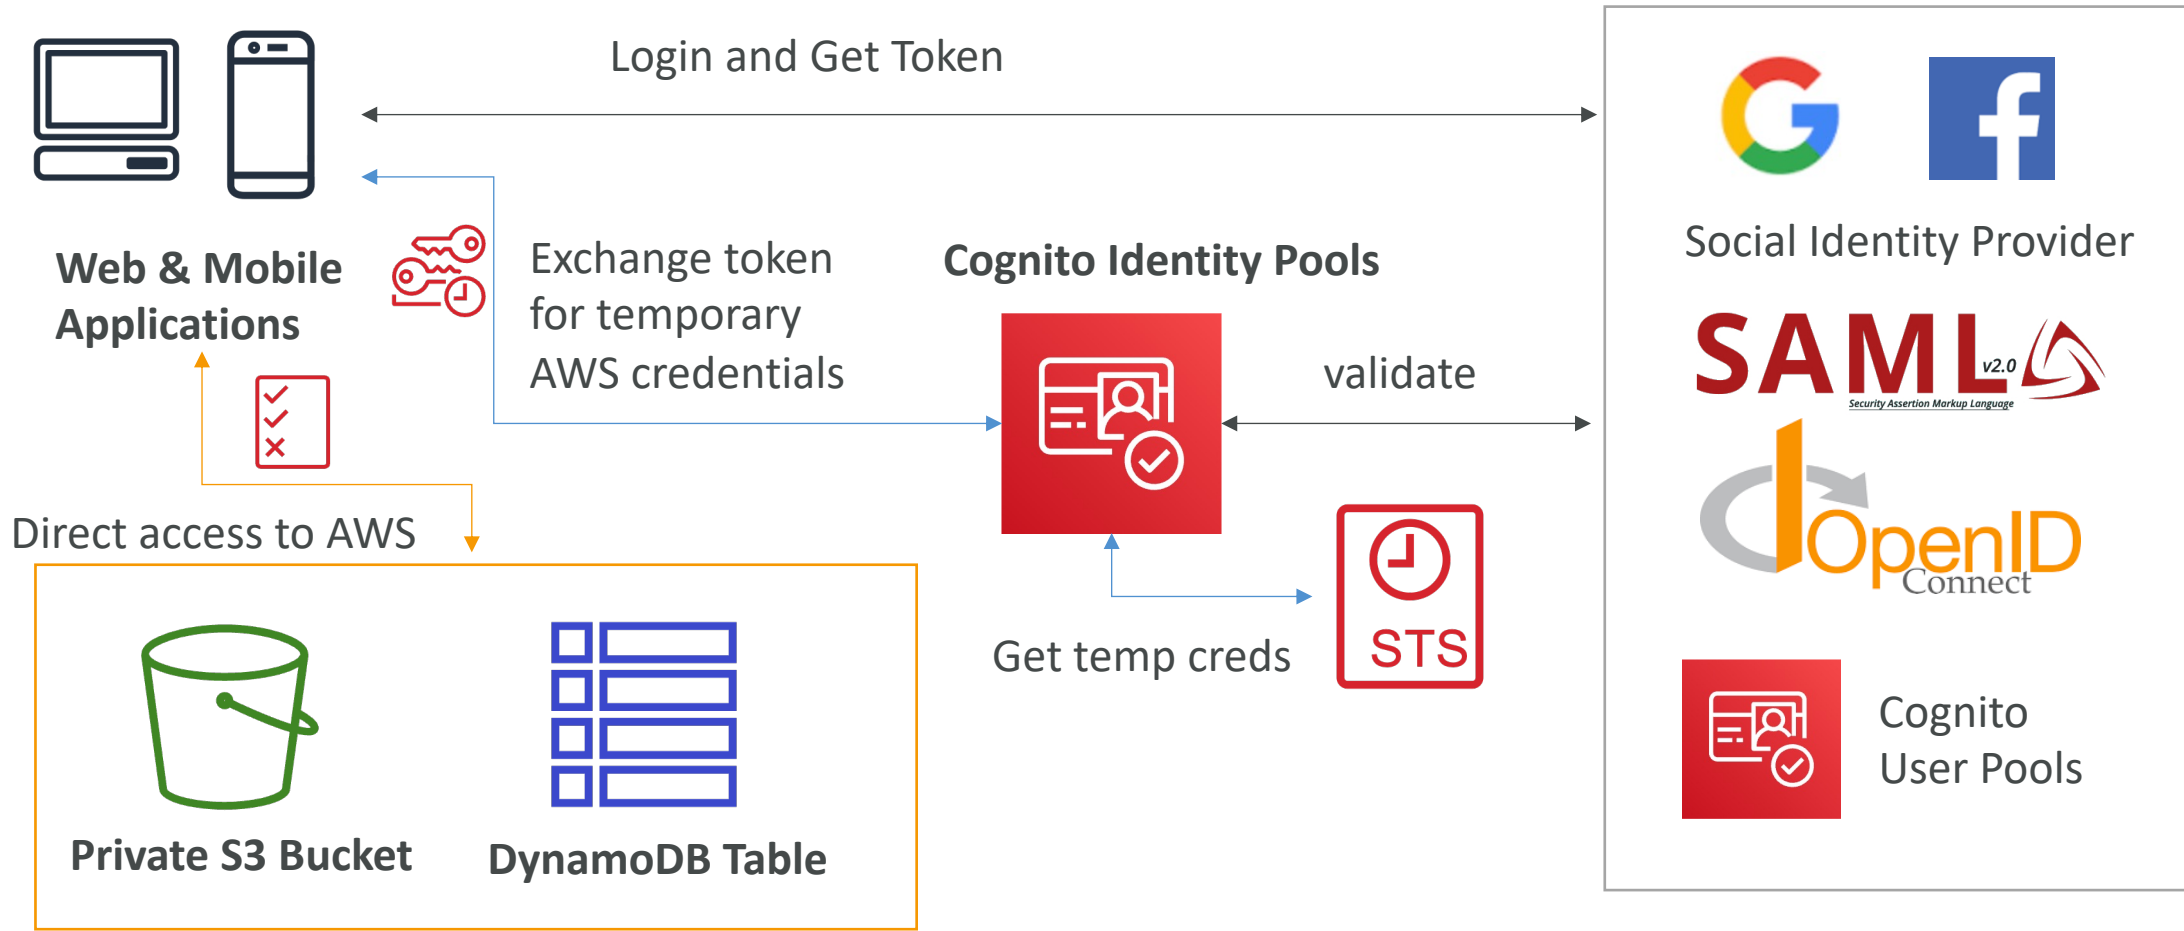 Login and Get Token
Web & Mobile
Applications
Exchange token
for temporary
AWS credentials
Cognito Identity Pools
validate
Direct access to AWS
Get temp creds
STS
Private S3 Bucket
DynamoDB Table
Social Identity Provider
SAML v2.0
Security Assertion Markup Language
OpenID
Connect
Cognito
User Pools